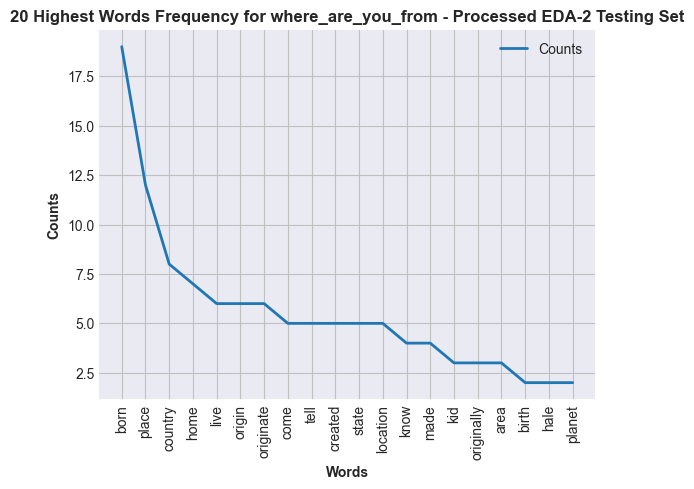 20 Highest Words Frequency for where_are_you_from - Processed EDA-2 Testing Set
Counts
17.5
15.0
12.5
10.0
7.5
5.0
2.5
Counts
born
place
country
home
live
origin
originate
come
tell
created
state
location
know
made
kid
originally
area
birth
hale
planet
Words